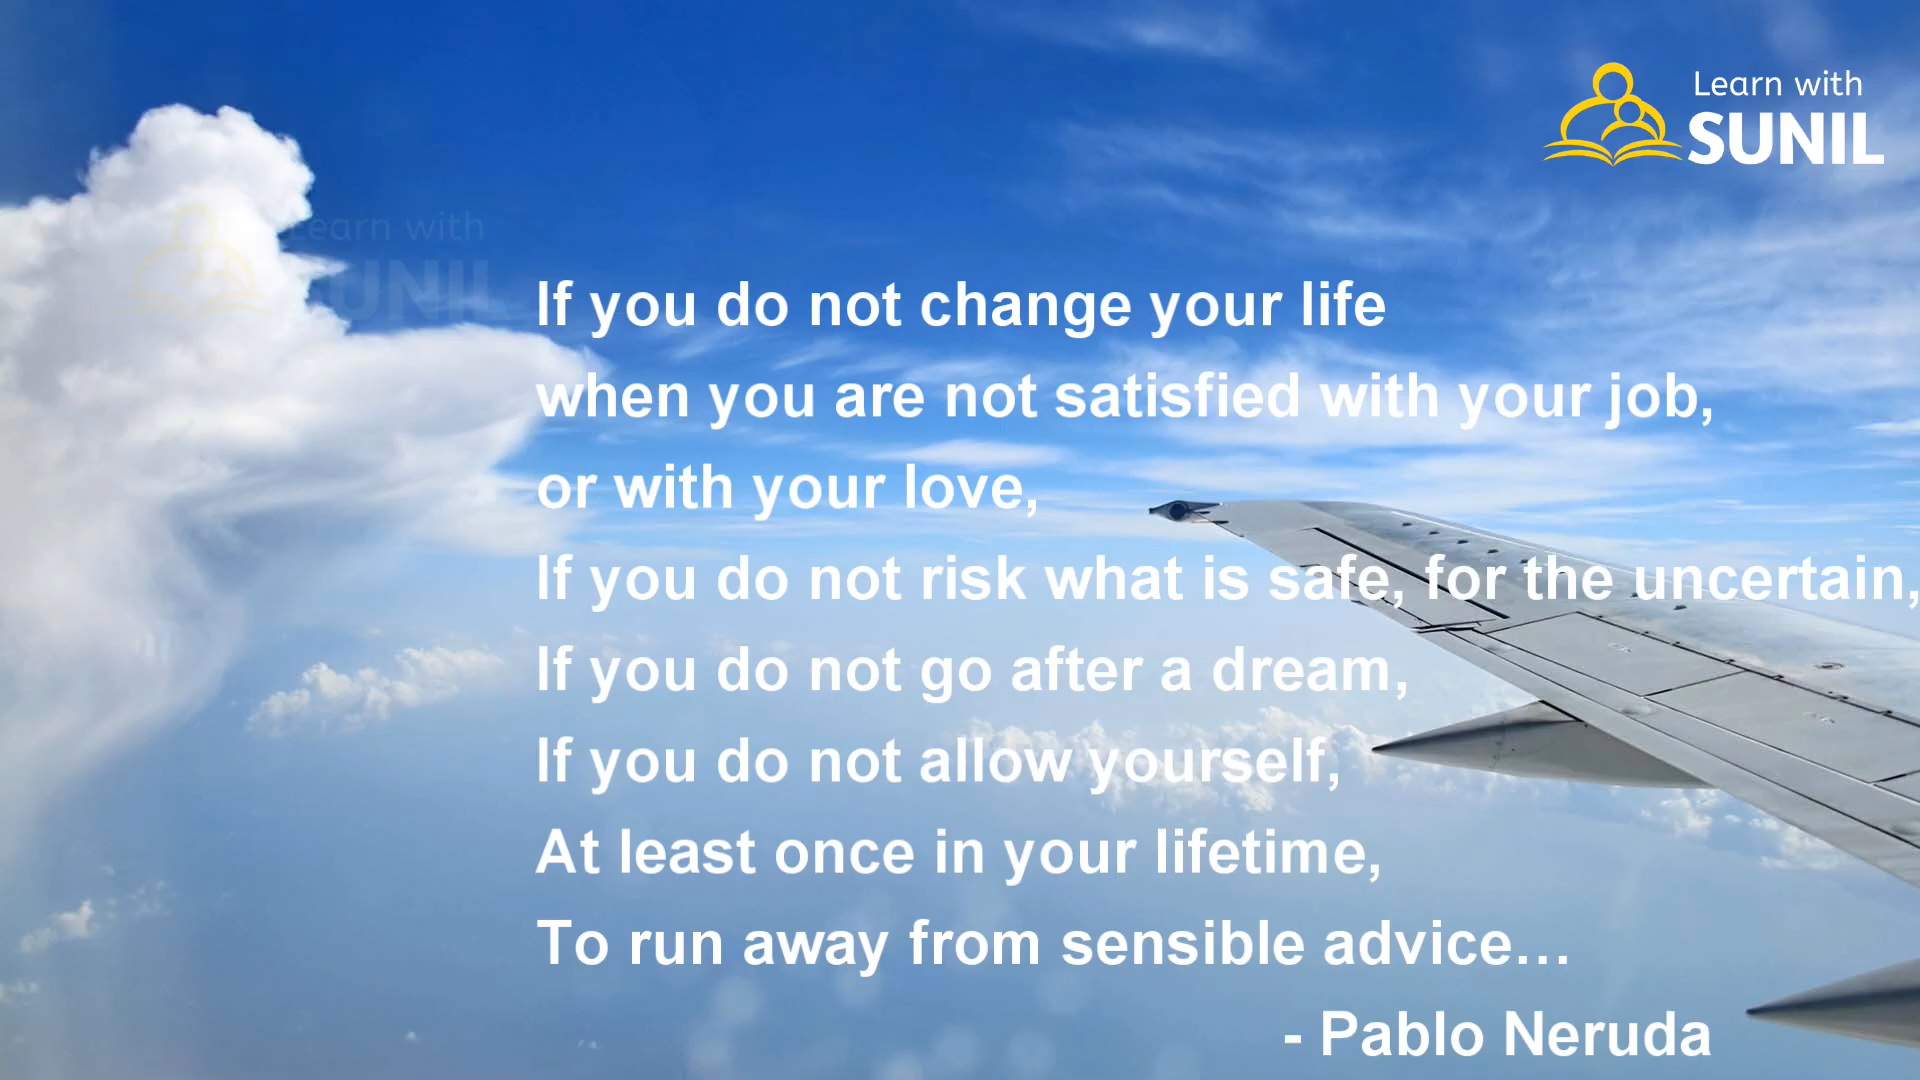 Learn with
SUNIL
Learn with
SUNIL
If you do not change your life
when you are not satisfied with your job,
or with your love,
If you do not risk what is safe, for the uncertain,
If you do not go after a dream,
If you do not allow yourself,
At least once in your lifetime,
To run away from sensible advice…
- Pablo Neruda